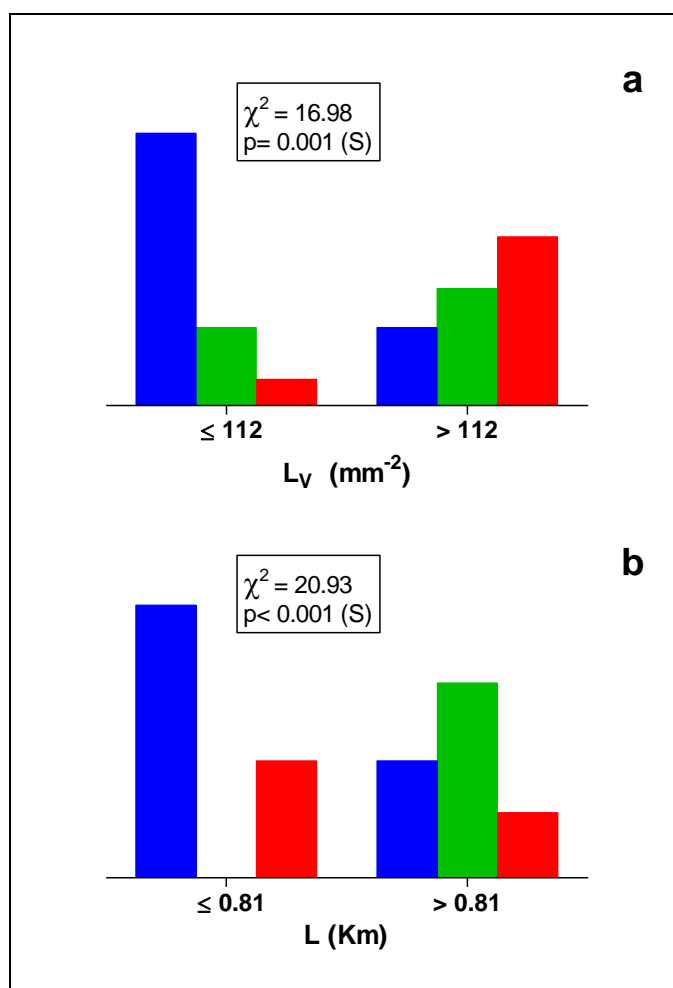 a
χ² = 16.98
p= 0.001 (S)
≤ 112
> 112
L_V (mm⁻²)
b
χ² = 20.93
p< 0.001 (S)
≤ 0.81
> 0.81
L (Km)